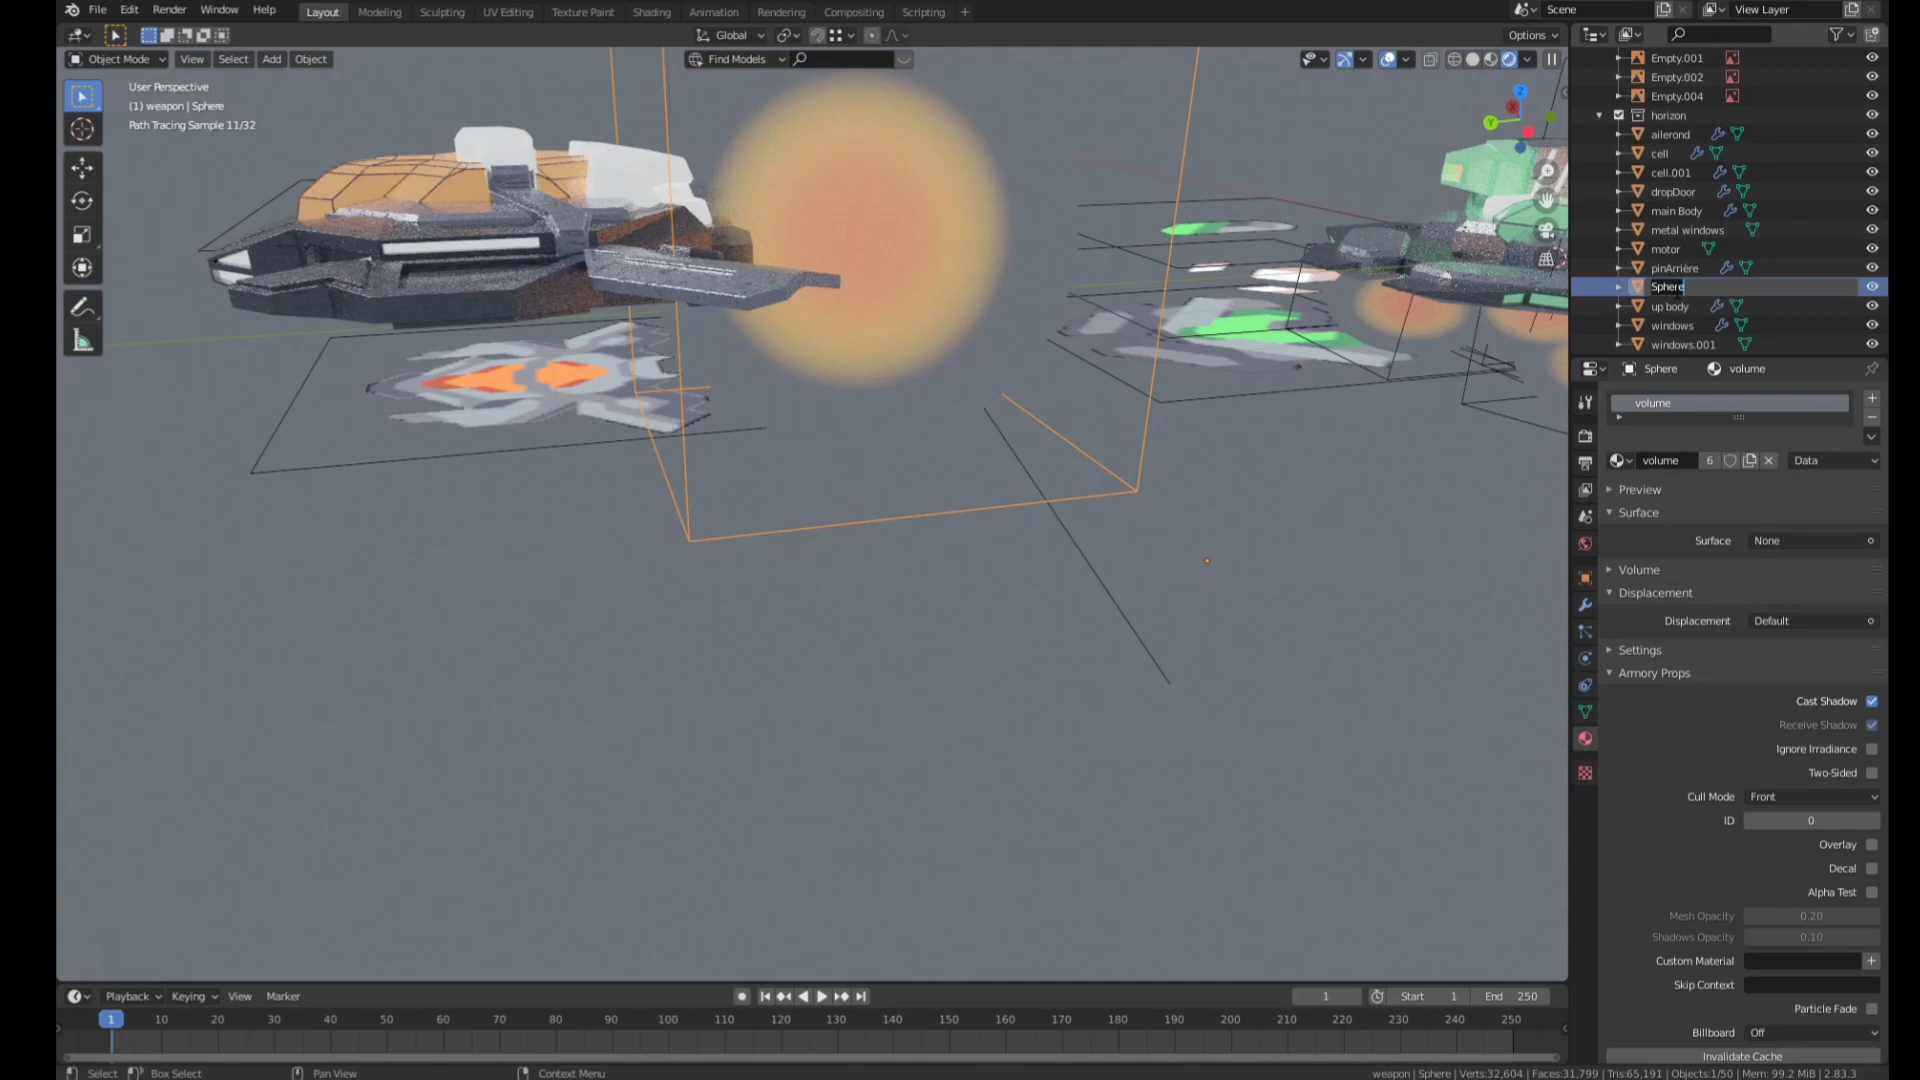 File Edit Render Window Help Layout Modeling Sculpting UV Editing Texture Paint Shading Animation Rendering Compositing Scripting + Scene View Layer
Global Options
Object Mode View Select Add Object Find Models
User Perspective
(1) weapon | Sphere
Path Tracing Sample 11/32
Z
X
Y
Empty.001
Empty.002
Empty.004
horizon
ailerond
cell
cell.001
dropDoor
main Body
metal windows
motor
pinArrière
Sphere
up body
windows
windows.001
Sphere volume
volume
volume 6 Data
Preview
Surface
Surface None
Volume
Displacement
Displacement Default
Settings
Armory Props
Cast Shadow
Receive Shadow
Ignore Irradiance
Two-Sided
Cull Mode Front
ID 0
Overlay
Decal
Alpha Test
Mesh Opacity 0.20
Shadows Opacity 0.10
Custom Material
Skip Context
Particle Fade
Billboard Off
Invalidate Cache
Playback Keying View Marker 1 Start 1 End 250
1 10 20 30 40 50 60 70 80 90 100 110 120 130 140 150 160 170 180 190 200 210 220 230 240 250
Select Box Select Pan View Context Menu weapon | Sphere | Verts:32,604 | Faces:31,799 | Tris:65,191 | Objects:1/50 | Mem: 99.2 MiB | 2.83.3